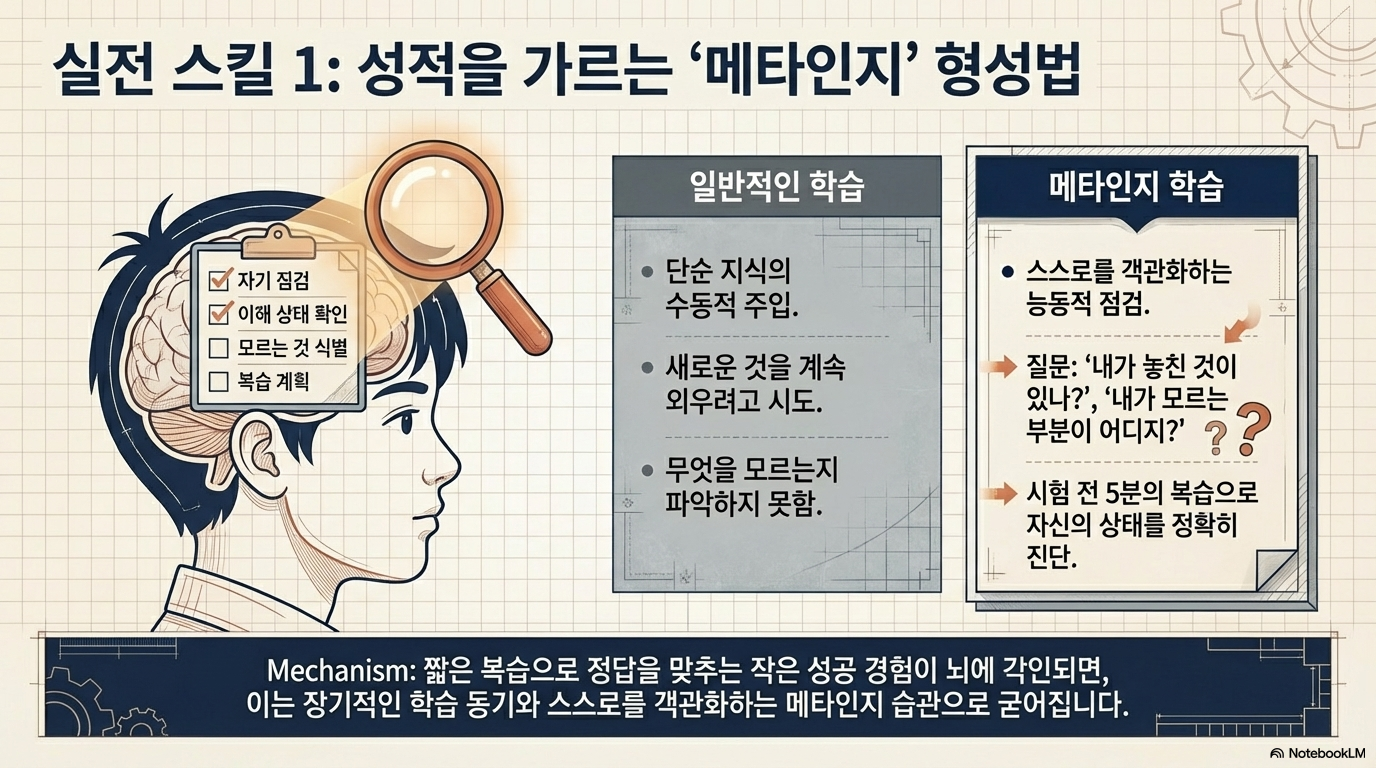 실전 스킬 1: 성적을 가르는 ‘메타인지’ 형성법
자기 점검
이해 상태 확인
모르는 것 식별
복습 계획
일반적인 학습
단순 지식의
수동적 주입.
새로운 것을 계속
외우려고 시도.
무엇을 모르는지
파악하지 못함.
메타인지 학습
스스로를 객관화하는
능동적 점검.
질문: ‘내가 놓친 것이
있나?’, ‘내가 모르는
부분이 어디지?’
? ?
시험 전 5분의 복습으로
자신의 상태를 정확히
진단.
Mechanism: 짧은 복습으로 정답을 맞추는 작은 성공 경험이 뇌에 각인되면,
이는 장기적인 학습 동기와 스스로를 객관화하는 메타인지 습관으로 굳어집니다.
NotebookLM